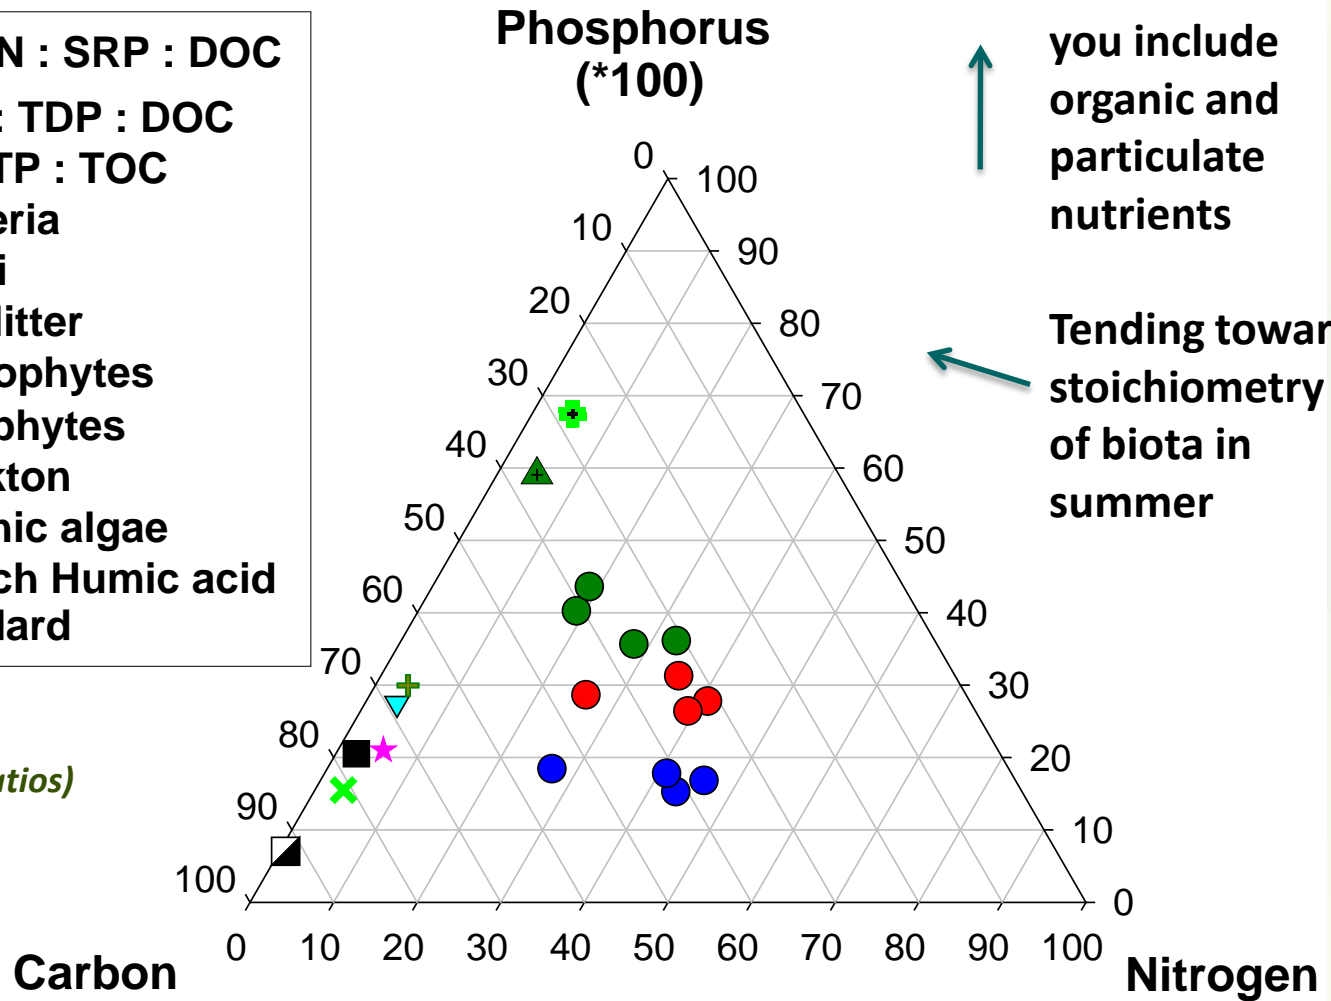 N : SRP : DOC
: TDP : DOC
TP : TOC
eria
i
litter
ophytes
phytes
kton
nic algae
ch Humic acid
lard
tios)
Phosphorus
(*100)
0
10
20
30
40
50
60
70
80
90
100
100
90
80
70
60
50
40
30
20
10
0
0 10 20 30 40 50 60 70 80 90 100
Carbon
Nitrogen
you include
organic and
particulate
nutrients
Tending towar
stoichiometry
of biota in
summer